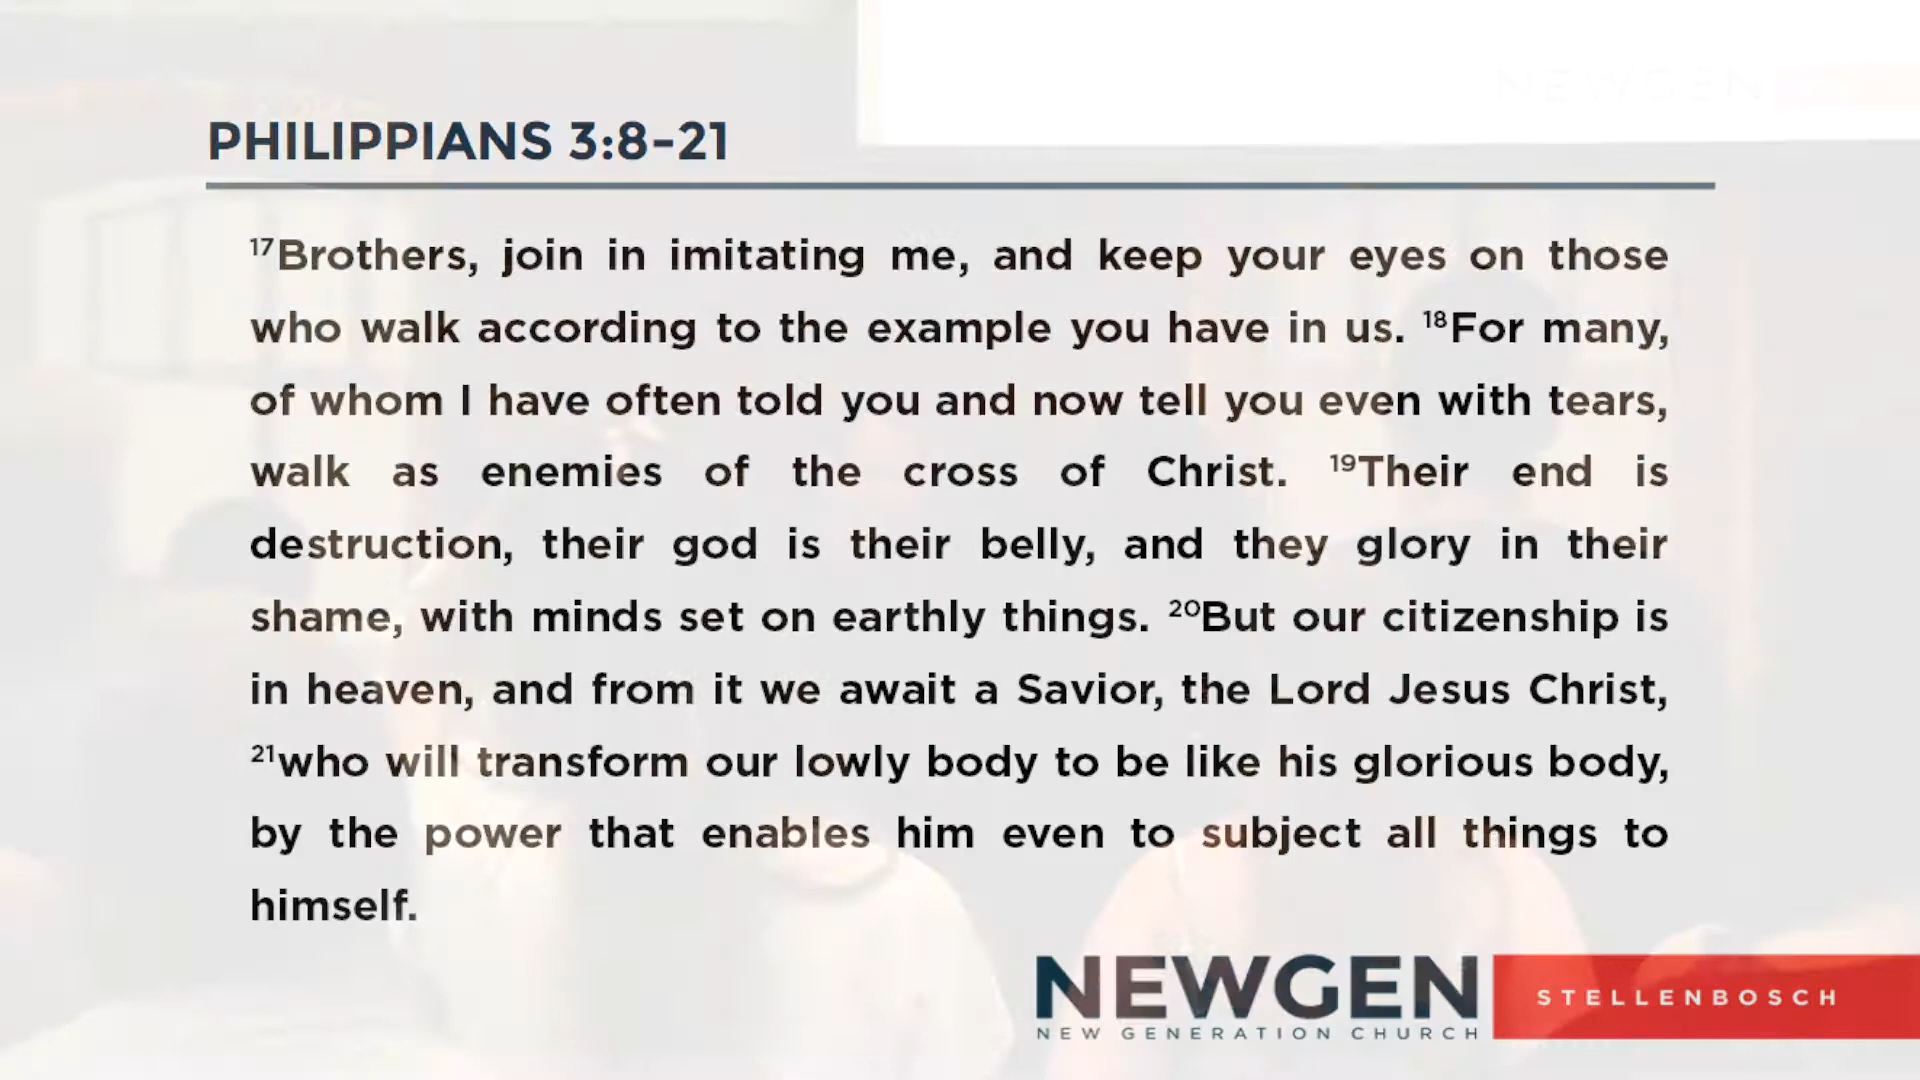 NEWGEN
PHILIPPIANS 3:8-21
17Brothers, join in imitating me, and keep your eyes on those
who walk according to the example you have in us. 18For many,
of whom I have often told you and now tell you even with tears,
walk as enemies of the cross of Christ. 19Their end is
destruction, their god is their belly, and they glory in their
shame, with minds set on earthly things. 20But our citizenship is
in heaven, and from it we await a Savior, the Lord Jesus Christ,
21who will transform our lowly body to be like his glorious body,
by the power that enables him even to subject all things to
himself.
NEWGEN
NEW GENERATION CHURCH
STELLENBOSCH